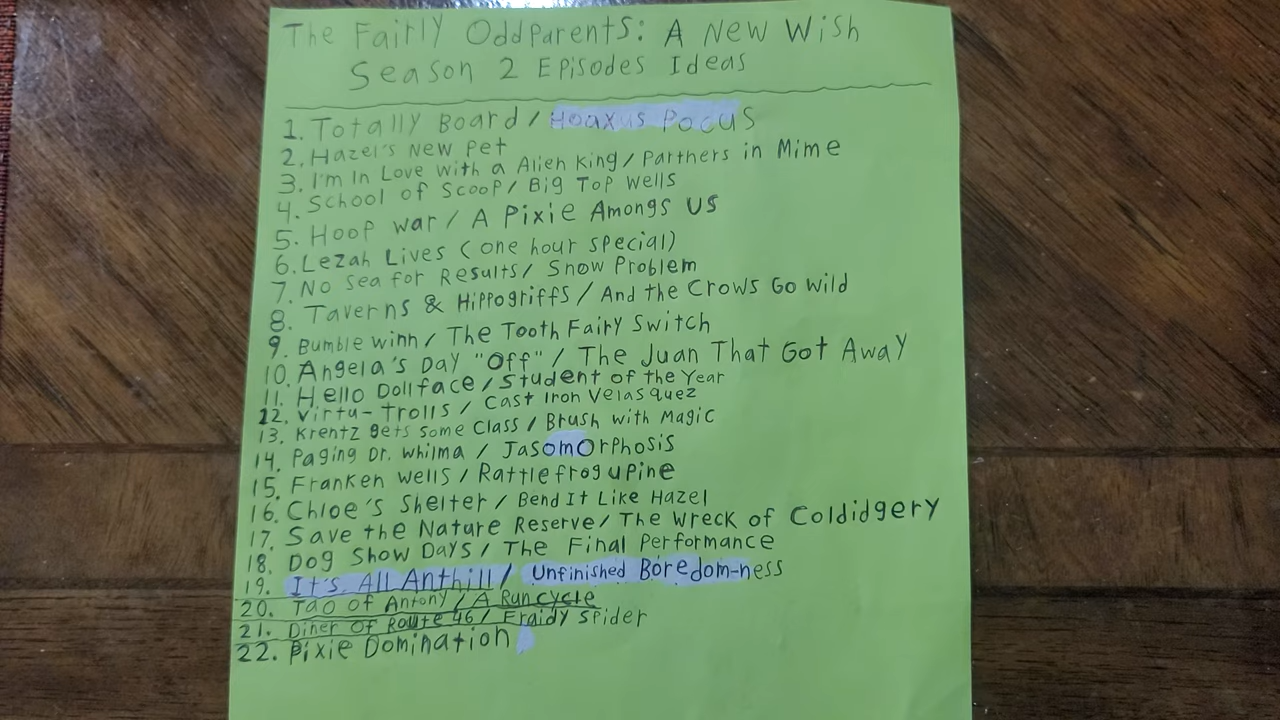 The Fairly Oddparents: A New Wish
Season 2 Episodes Ideas
1. Totally Board / Hoaxus Pocus
2. Hazel's New Pet
3. I'm In Love with a Alien King / Partners in Mime
4. School of Scoop / Big Top Wells
5. Hoop war / A Pixie Amongs US
6. Lezah Lives (one hour special)
7. No Sea for Results / Snow Problem
8. Taverns & Hippogriffs / And the Crows Go Wild
9. Bumble winn / The Tooth Fairy Switch
10. Angela's Day "Off" / The Juan That Got Away
11. Hello Dollface / Student of the Year
12. Virtu-Trolls / Cast Iron Velasquez
13. Krentz gets some Class / Brush with Magic
14. Paging Dr. Whilma / Jasomorphosis
15. Franken Wells / Rattlefrogupine
16. Chloe's Shelter / Bend It Like Hazel
17. Save the Nature Reserve / The Wreck of Coldidgery
18. Dog Show Days / The Final Performance
19. It's All Anthill / Unfinished Boredom-ness
20. Tao of Antony / A Run cycle
21. Diner of Route 46 / Fraidy Spider
22. Pixie Domination